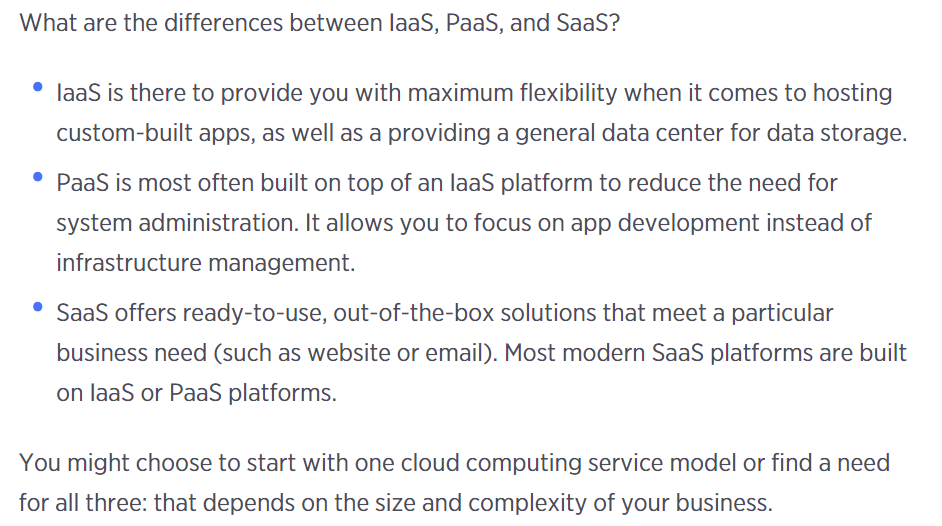 What are the differences between IaaS, PaaS, and SaaS?
IaaS is there to provide you with maximum flexibility when it comes to hosting
custom-built apps, as well as a providing a general data center for data storage.
PaaS is most often built on top of an IaaS platform to reduce the need for
system administration. It allows you to focus on app development instead of
infrastructure management.
SaaS offers ready-to-use, out-of-the-box solutions that meet a particular
business need (such as website or email). Most modern SaaS platforms are built
on IaaS or PaaS platforms.
You might choose to start with one cloud computing service model or find a need
for all three: that depends on the size and complexity of your business.